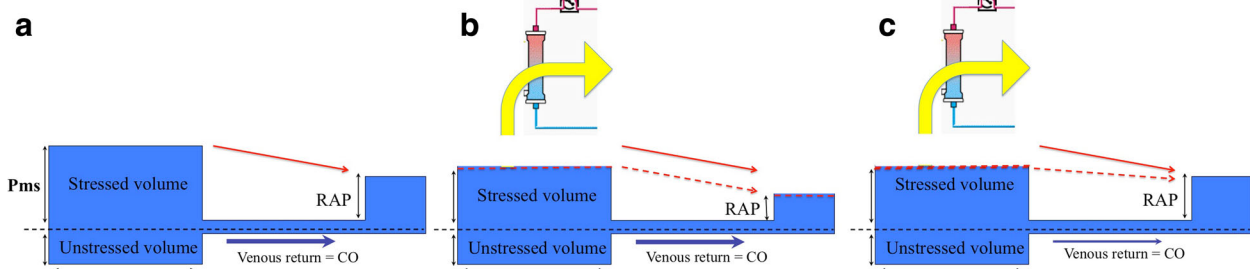 a
b
c
Pms
Stressed volume
RAP
Unstressed volume
Venous return = CO
Stressed volume
RAP
Unstressed volume
Venous return = CO
Stressed volume
RAP
Unstressed volume
Venous return = CO